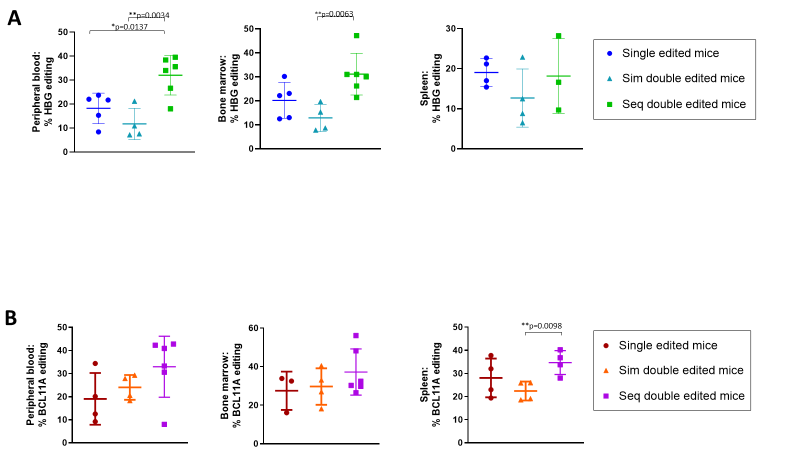 A
**p=0.0034
*p=0.0137
Peripheral blood:
% HBG editing
50
40
30
20
10
0
**p=0.0063
Bone marrow:
% HBG editing
50
40
30
20
10
0
Spleen:
% HBG editing
30
20
10
0
Single edited mice
Sim double edited mice
Seq double edited mice
B
Peripheral blood:
% BCL11A editing
50
40
30
20
10
0
Bone marrow:
% BCL11A editing
60
40
20
0
**p=0.0098
Spleen:
% BCL11A editing
50
40
30
20
10
0
Single edited mice
Sim double edited mice
Seq double edited mice